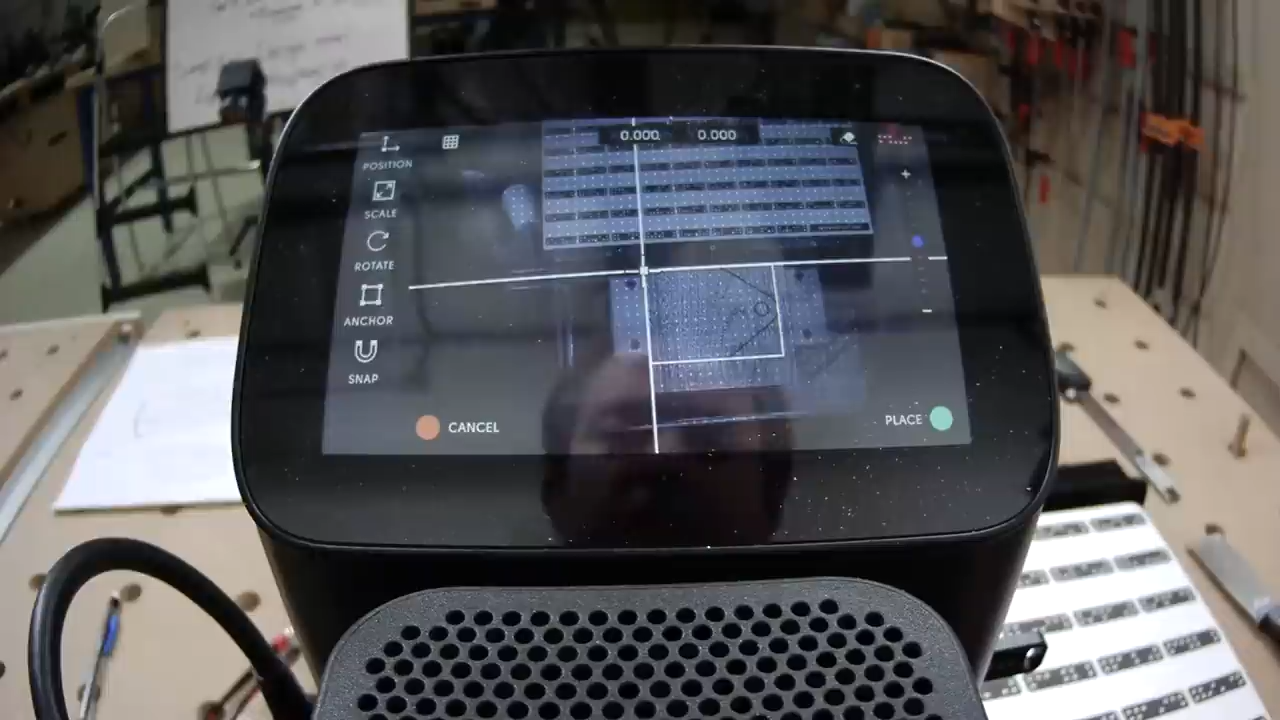 0.000 0.000
POSITION
SCALE
ROTATE
ANCHOR
SNAP
CANCEL
PLACE